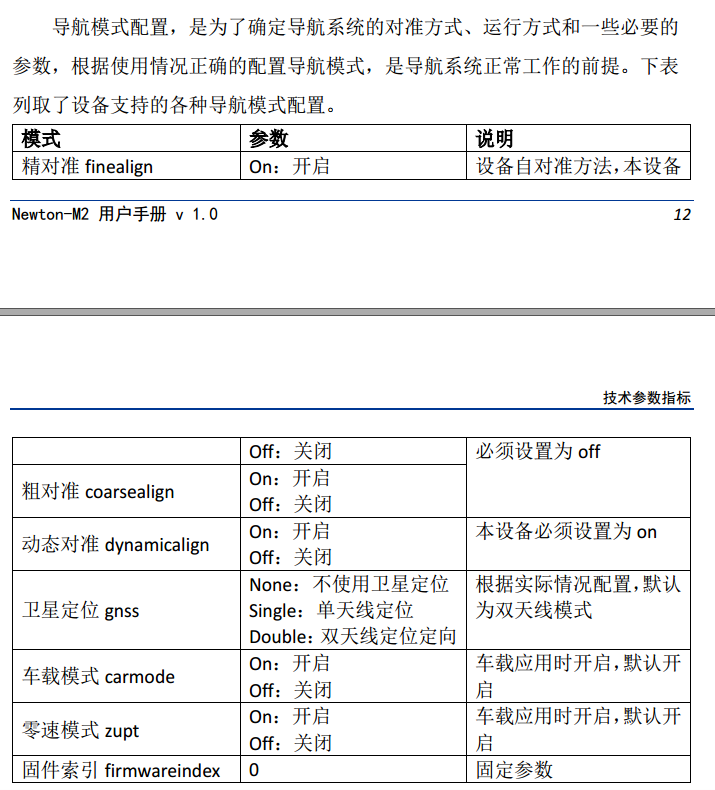 导航模式配置，是为了确定导航系统的对准方式、运行方式和一些必要的
参数，根据使用情况正确的配置导航模式，是导航系统正常工作的前提。下表
列取了设备支持的各种导航模式配置。
模式 参数 说明
精对准 finealign On：开启 设备自对准方法，本设备
Newton-M2 用户手册 v 1.0 12
技术参数指标
Off：关闭 必须设置为 off
粗对准 coarsealign On：开启
Off：关闭
动态对准 dynamicalign On：开启 本设备必须设置为 on
Off：关闭
卫星定位 gnss None：不使用卫星定位 根据实际情况配置，默认
Single：单天线定位 为双天线模式
Double：双天线定位定向
车载模式 carmode On：开启 车载应用时开启，默认开
Off：关闭 启
零速模式 zupt On：开启 车载应用时开启，默认开
Off：关闭 启
固件索引 firmwareindex 0 固定参数